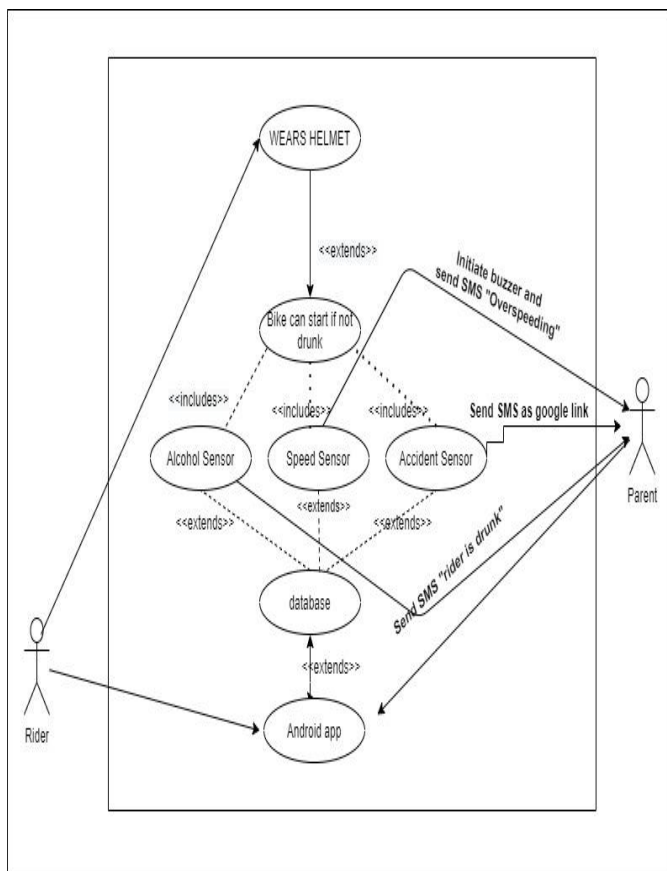 WEARS HELMET
<<extends>>
Initiate buzzer and
send SMS "Overspeeding"
Bike can start if not
drunk
<<includes>>
<<includes>>
<<includes>>
Send SMS as google link
Alcohol Sensor
Speed Sensor
Accident Sensor
Parent
<<extends>>
<<extends>>
<<extends>>
Send SMS "rider is drunk"
database
<<extends>>
Rider
Android app